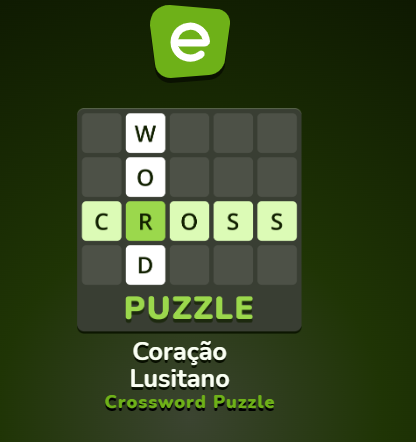 e
W
O
CROSS
D
PUZZLE
Coração
Lusitano
Crossword Puzzle